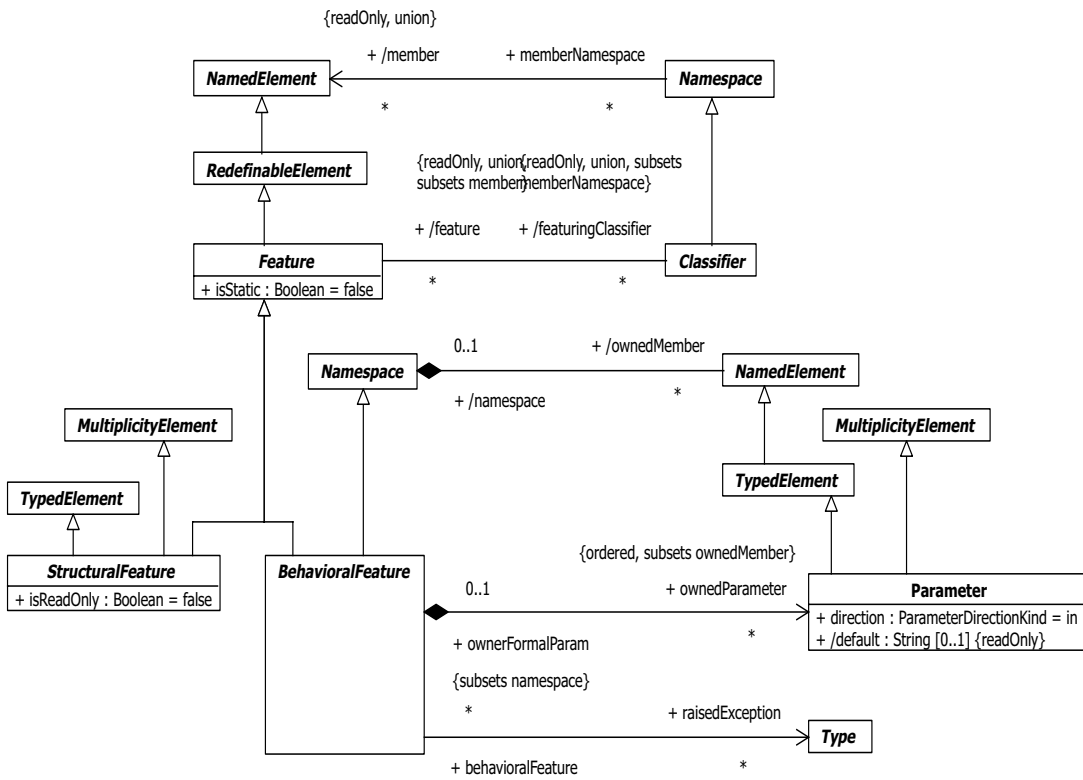 {readOnly, union}
+ /member
+ memberNamespace
NamedElement
Namespace
*
*
RedefinableElement
{readOnly, union,
subsets member}
{readOnly, union, subsets
memberNamespace}
+ /feature
+ /featuringClassifier
Feature
Classifier
+ isStatic : Boolean = false
*
*
0..1
+ /ownedMember
Namespace
NamedElement
+ /namespace
*
MultiplicityElement
MultiplicityElement
TypedElement
TypedElement
{ordered, subsets ownedMember}
StructuralFeature
BehavioralFeature
+ isReadOnly : Boolean = false
0..1
+ ownedParameter
Parameter
+ direction : ParameterDirectionKind = in
+ /default : String [0..1] {readOnly}
+ ownerFormalParam
*
{subsets namespace}
*
+ raisedException
Type
+ behavioralFeature
*